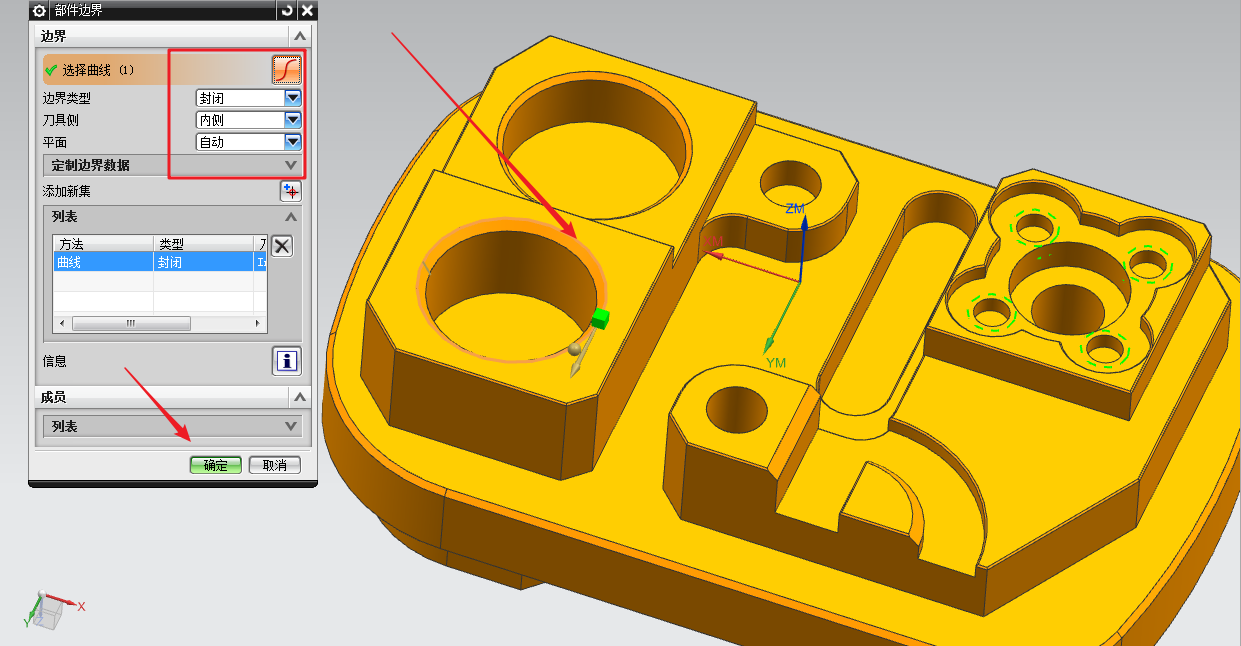 部件边界
边界
选择曲线 (1)
边界类型 封闭
刀具侧 内侧
平面 自动
定制边界数据
添加新集
列表
方法 类型
曲线 封闭
信息
成员
列表
确定 取消
ZM
XM
YM
X
Y